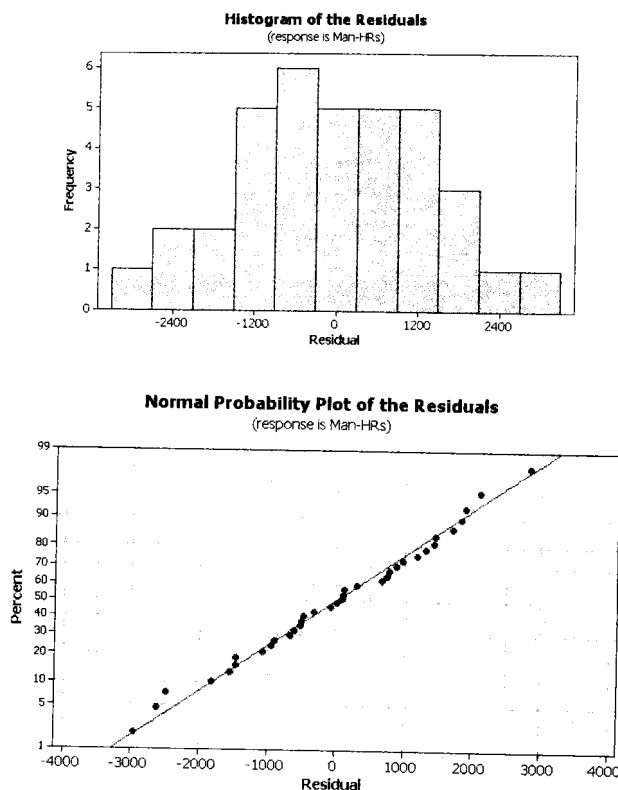 Histogram of the Residuals
(response is Man-HRs)
Frequency
6
5
4
3
2
1
0
-2400 -1200 0 1200 2400
Residual
Normal Probability Plot of the Residuals
(response is Man-HRs)
Percent
99
95
90
80
70
60
50
40
30
20
10
5
1
-4000 -3000 -2000 -1000 0 1000 2000 3000 4000
Residual